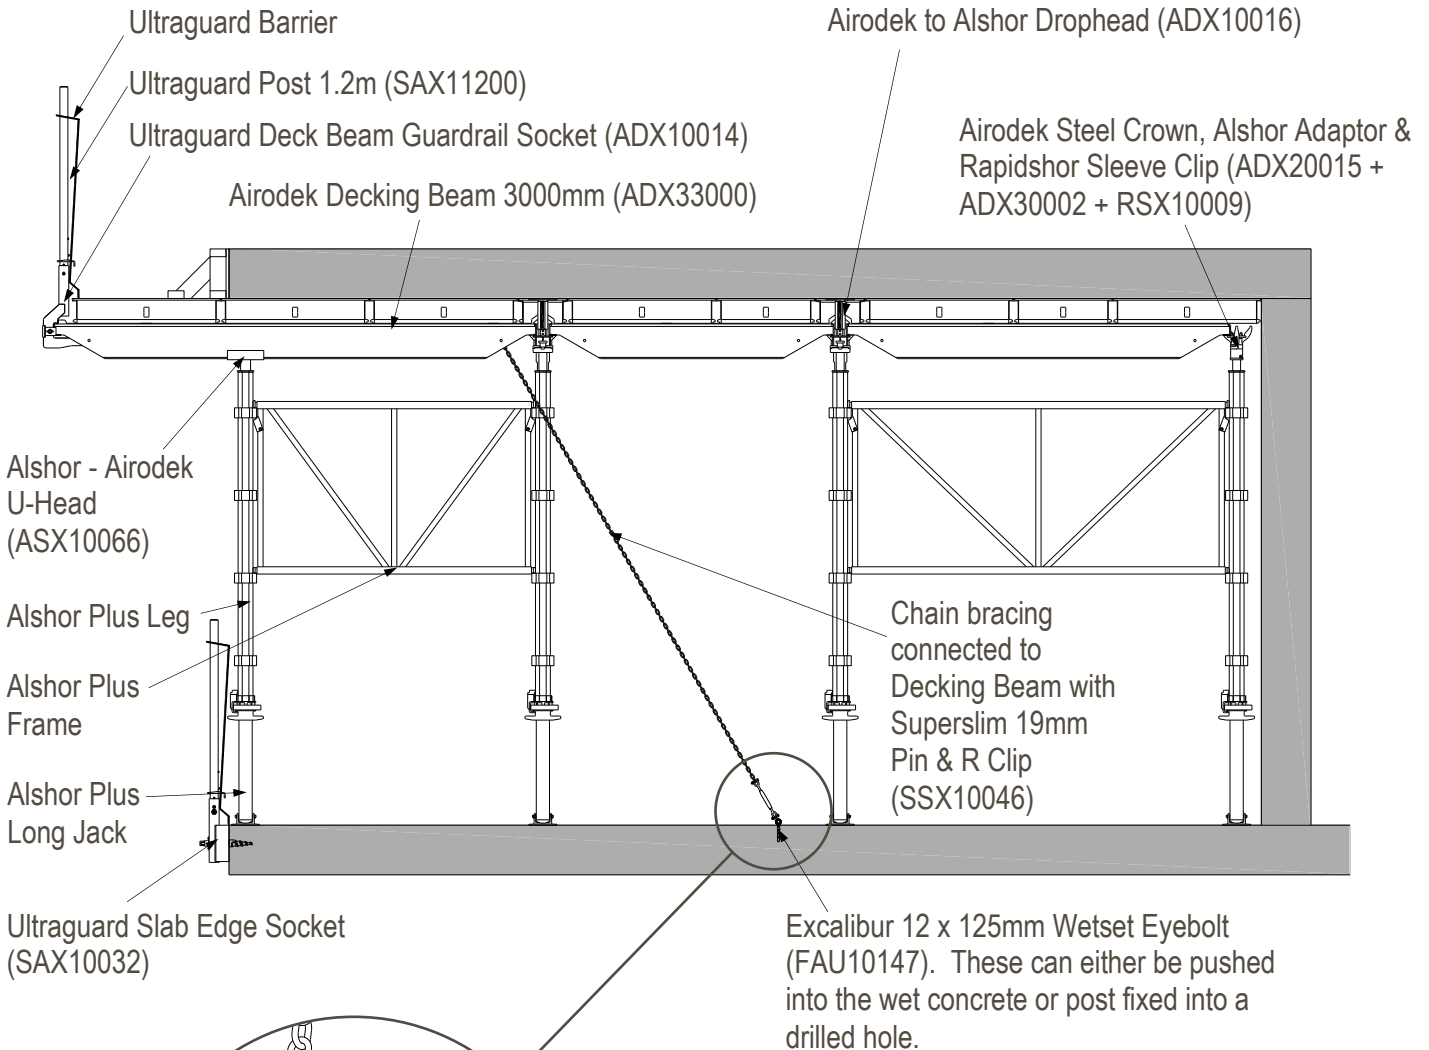 Ultraguard Barrier
Airodek to Alshor Drophead (ADX10016)
Ultraguard Post 1.2m (SAX11200)
Ultraguard Deck Beam Guardrail Socket (ADX10014)
Airodek Decking Beam 3000mm (ADX33000)
Airodek Steel Crown, Alshor Adaptor &
Rapidshor Sleeve Clip (ADX20015 +
ADX30002 + RSX10009)
Alshor - Airodek
U-Head
(ASX10066)
Alshor Plus Leg
Alshor Plus
Frame
Alshor Plus
Long Jack
Chain bracing
connected to
Decking Beam with
Superslim 19mm
Pin & R Clip
(SSX10046)
Ultraguard Slab Edge Socket
(SAX10032)
Excalibur 12 x 125mm Wetset Eyebolt
(FAU10147).  These can either be pushed
into the wet concrete or post fixed into a
drilled hole.